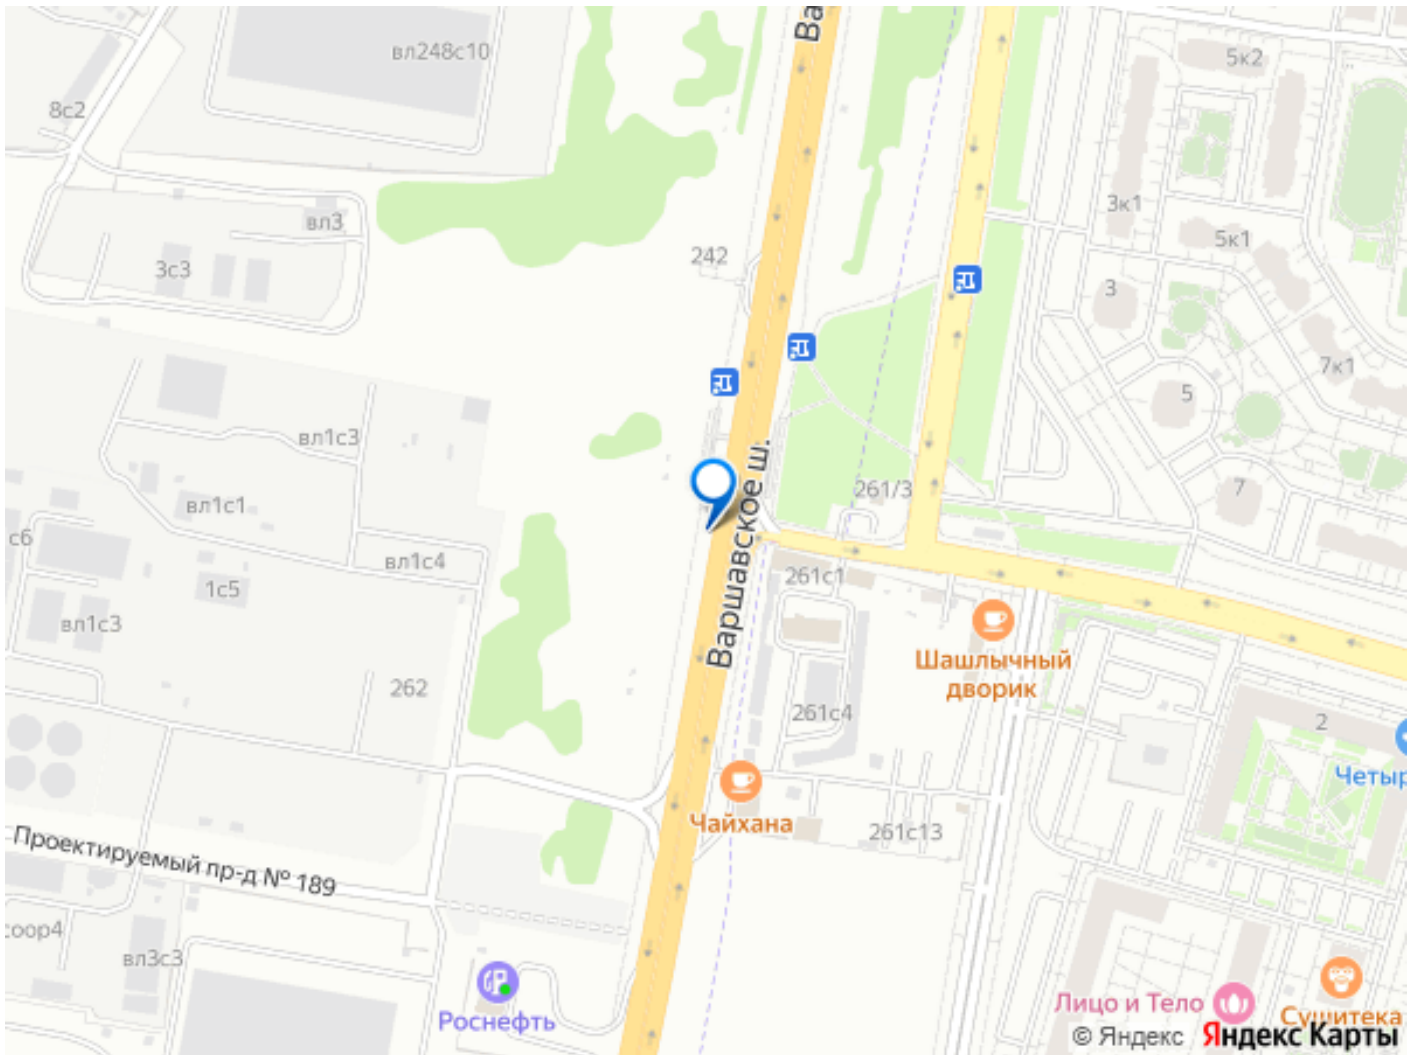 Ва
вл248с10
5к2
8с2
3к1
вл3
5к1
242
3с3
3
7к1
5
вл1с3
Варшавское ш.
261/3
7
вл1с1
с6
вл1с4
261с1
1с5
вл1с3
Шашлычный
дворик
262
261с4
2
Четыр
Чайхана
261с13
Проектируемый пр-д № 189
соор4
вл3с3
Роснефть
Лицо и Тело
Сушитека
© Яндекс Яндекс Карты